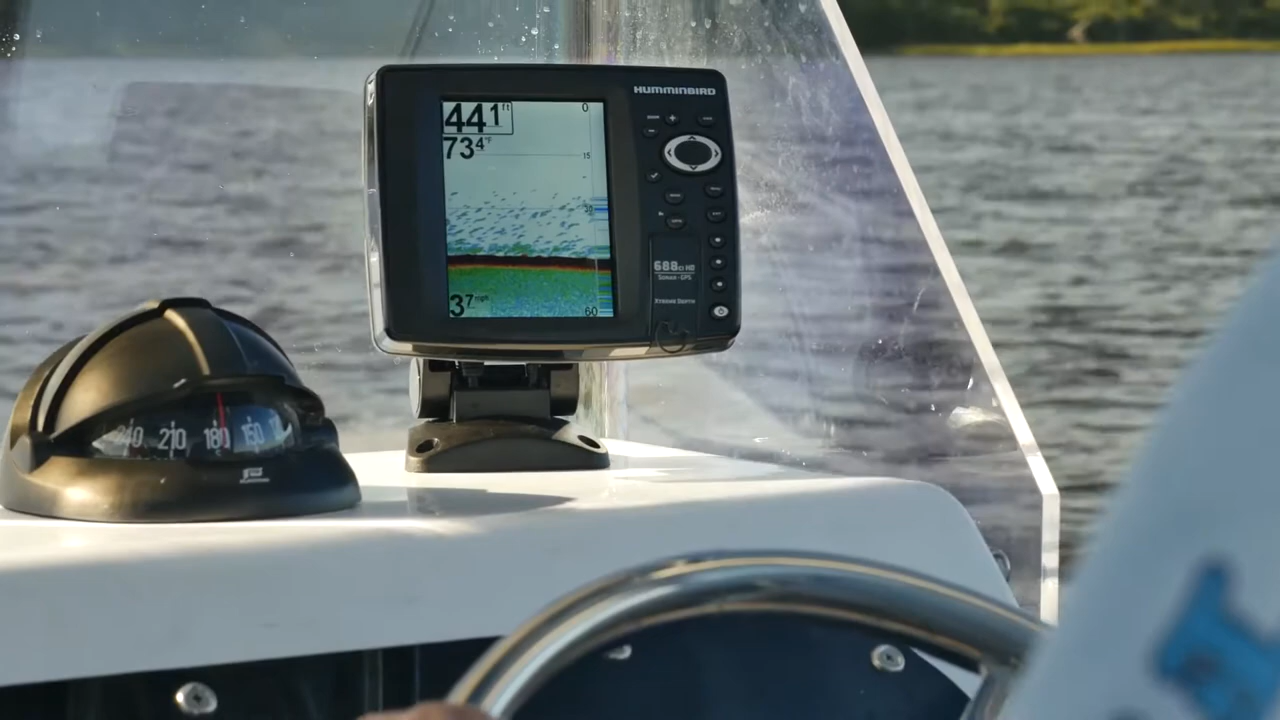 HUMMINBIRD
44 1 ft
0
73 4 °F
15
30
688ci HD
Sonar-GPS
XTREME DEPTH
3 7 mph
60
240 210 180 150